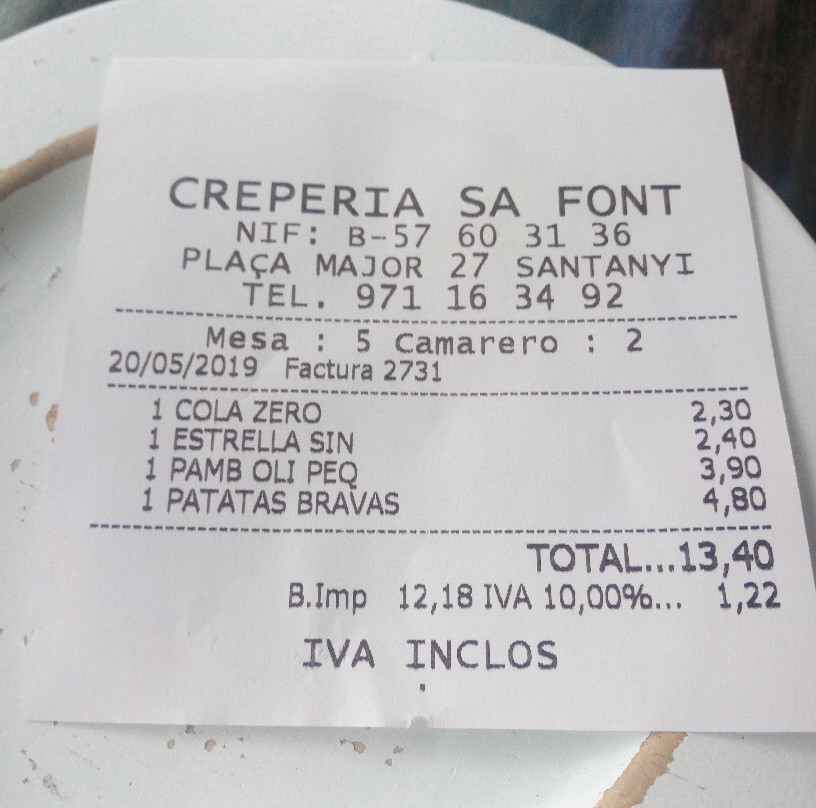 CREPERIA SA FONT
NIF: B-57 60 31 36
PLAÇA MAJOR 27 SANTANYI
TEL. 971 16 34 92
Mesa : 5 Camarero : 2
20/05/2019 Factura 2731
1 COLA ZERO 2,30
1 ESTRELLA SIN 2,40
1 PAMB OLI PEQ 3,90
1 PATATAS BRAVAS 4,80
TOTAL...13,40
B.Imp 12,18 IVA 10,00%... 1,22
IVA INCLOS